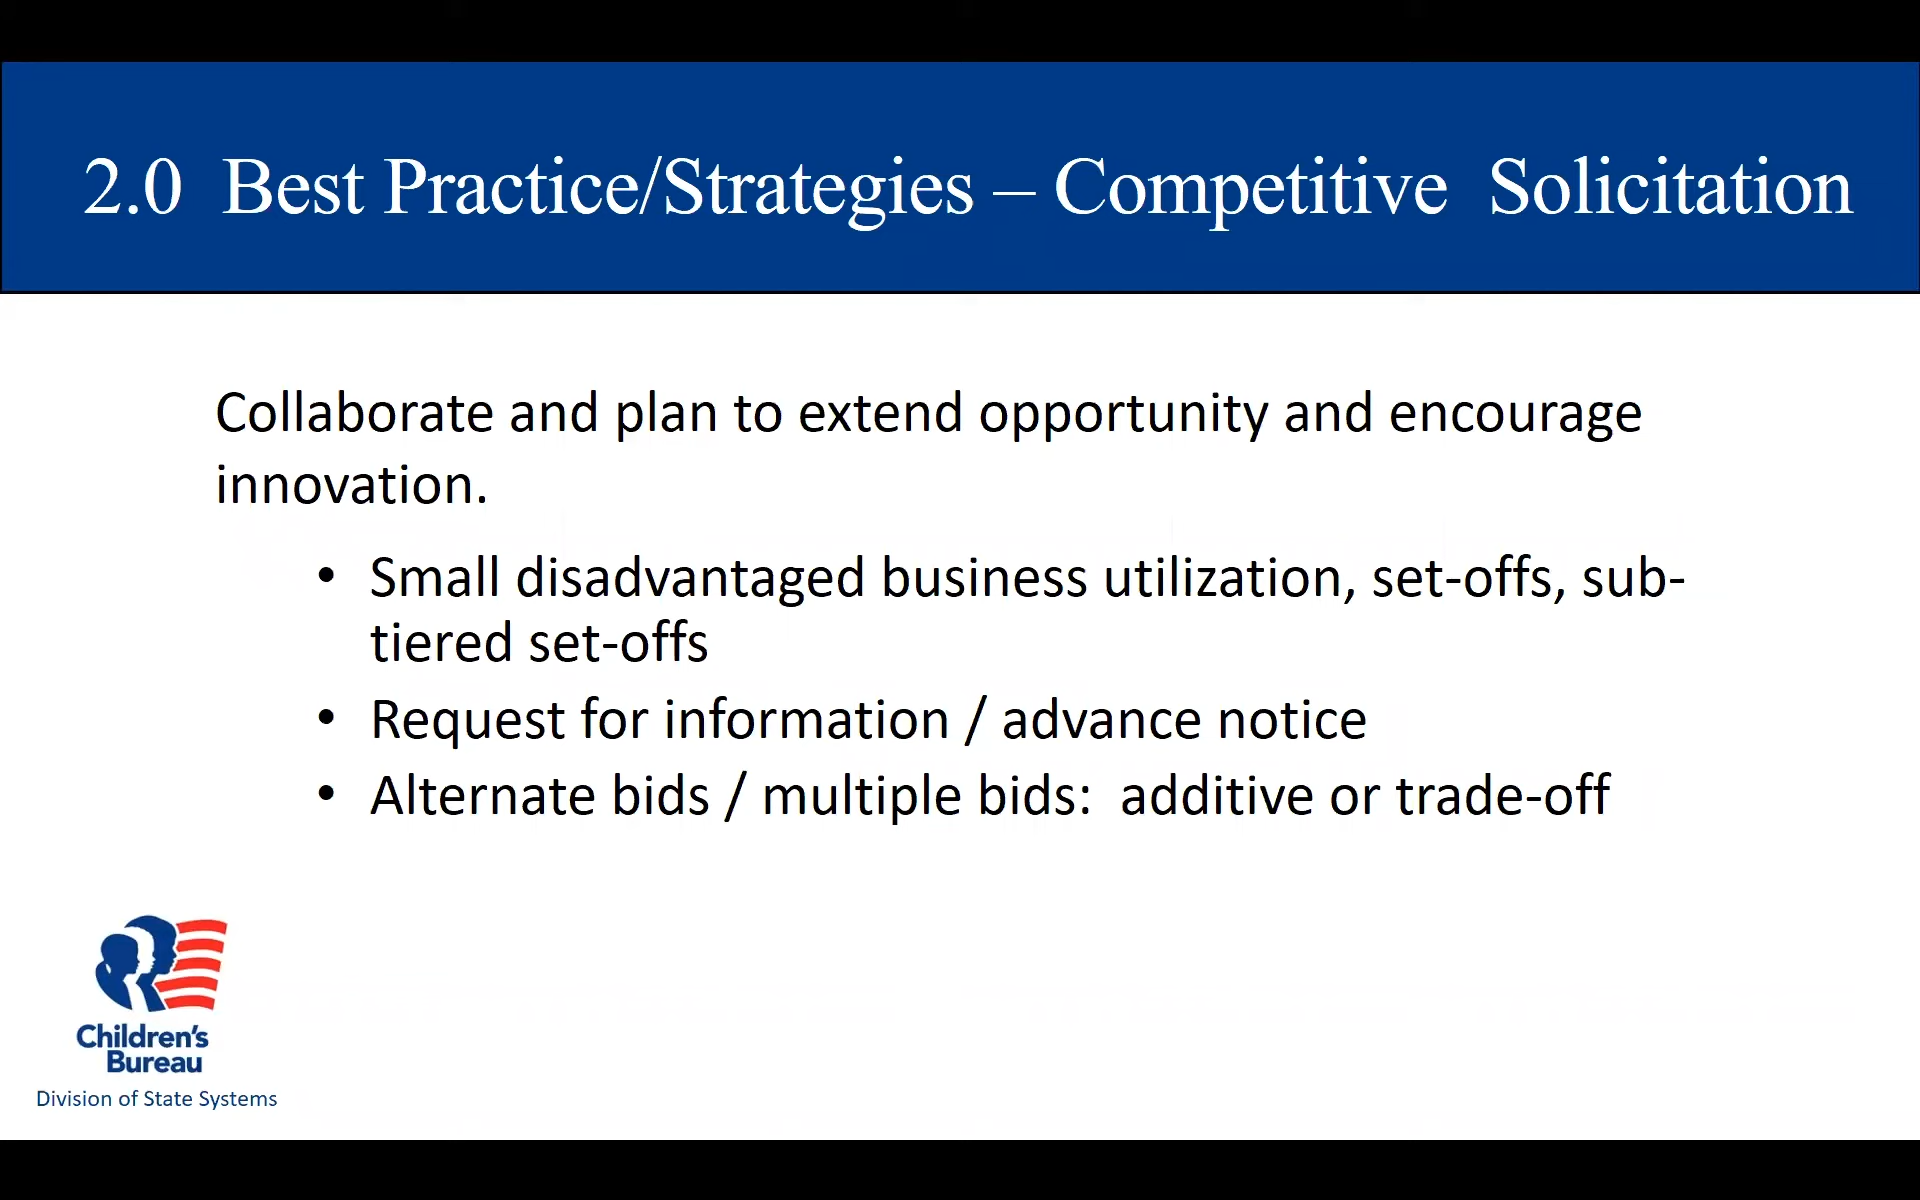 2.0  Best Practice/Strategies – Competitive  Solicitation
Collaborate and plan to extend opportunity and encourage
innovation.
• Small disadvantaged business utilization, set-offs, sub-
tiered set-offs
• Request for information / advance notice
• Alternate bids / multiple bids:  additive or trade-off
Children's
Bureau
Division of State Systems